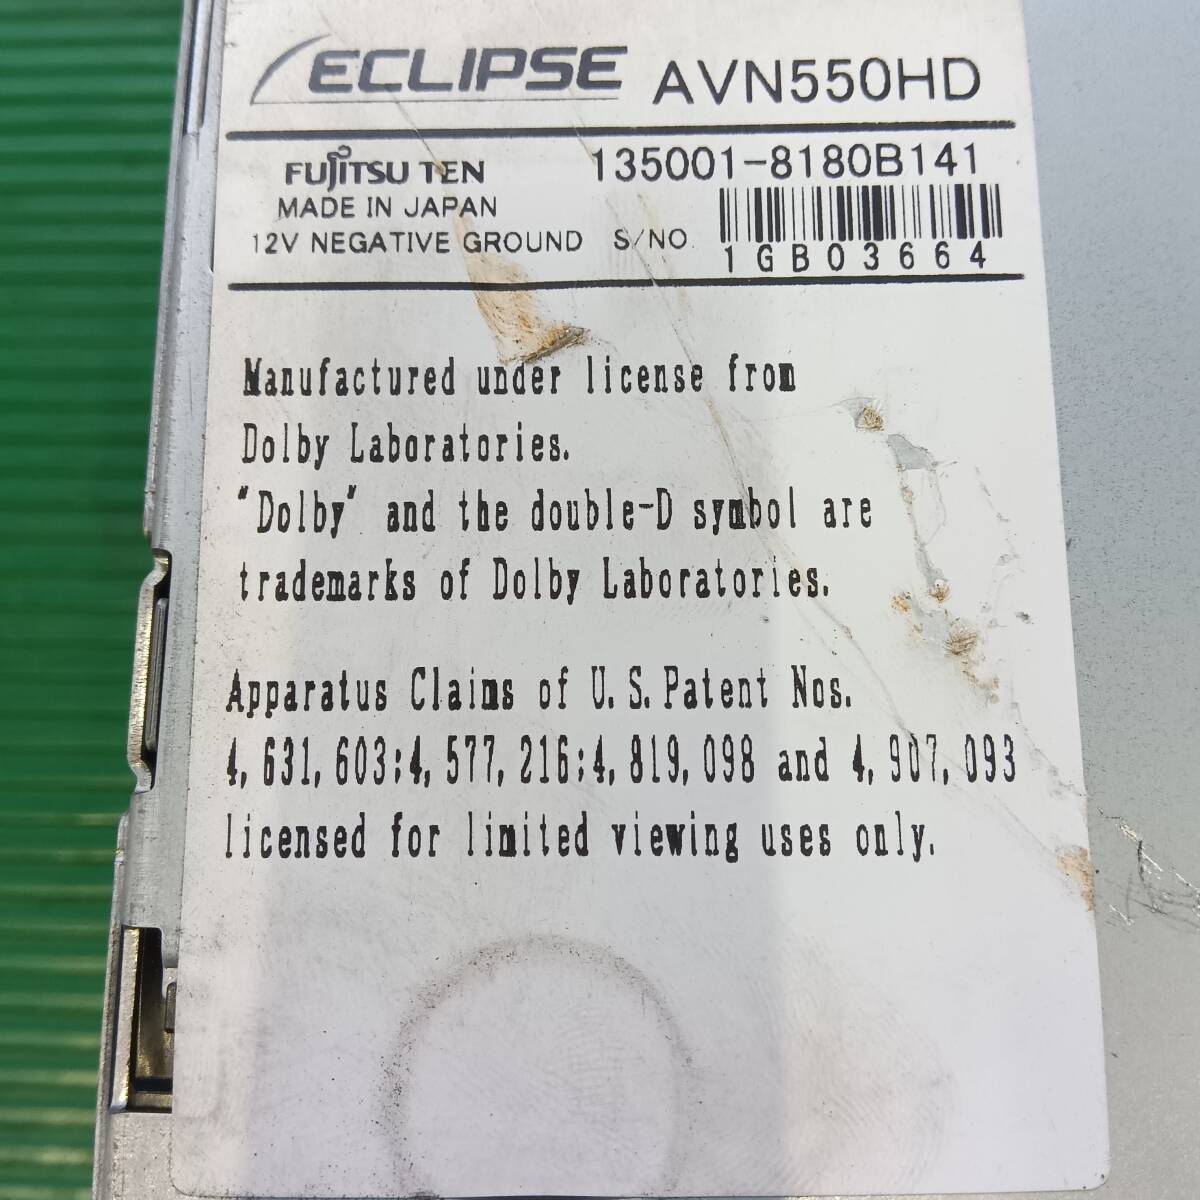 ECLIPSE AVN550HD
FUJITSU TEN 135001-8180B141
MADE IN JAPAN
12V NEGATIVE GROUND S/NO.
1GB03664
Manufactured under license from
Dolby Laboratories.
"Dolby" and the double-D symbol are
trademarks of Dolby Laboratories.
Apparatus Claims of U.S.Patent Nos.
4,631,603;4,577,216;4,819,098 and 4,907,093
licensed for limited viewing uses only.